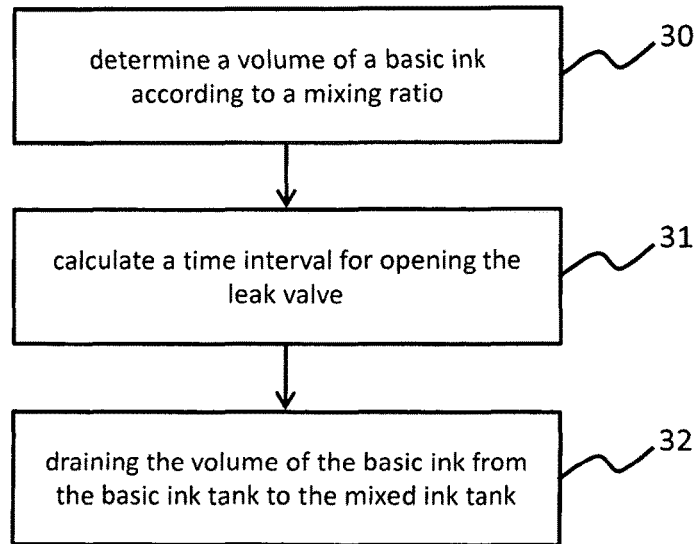 determine a volume of a basic ink
according to a mixing ratio
30
calculate a time interval for opening the
leak valve
31
draining the volume of the basic ink from
the basic ink tank to the mixed ink tank
32